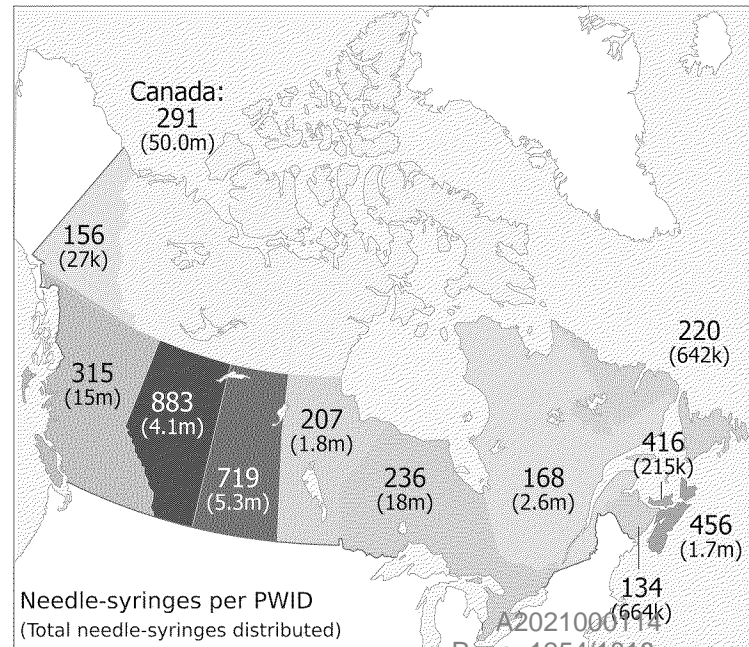 Canada:
291
(50.0m)
156
(27k)
220
(642k)
315
(15m)
883
(4.1m)
207
(1.8m)
416
(215k)
719
(5.3m)
236
(18m)
168
(2.6m)
456
(1.7m)
134
(664k)
Needle-syringes per PWID
(Total needle-syringes distributed)
A2021000114